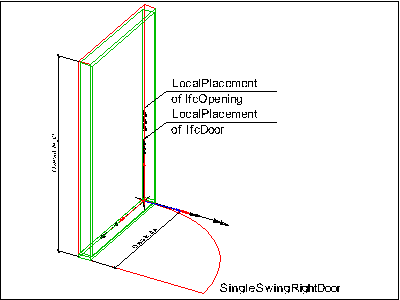 LocalPlacement
of IfcOpening
LocalPlacement
of IfcDoor
SingleSwingRightDoor